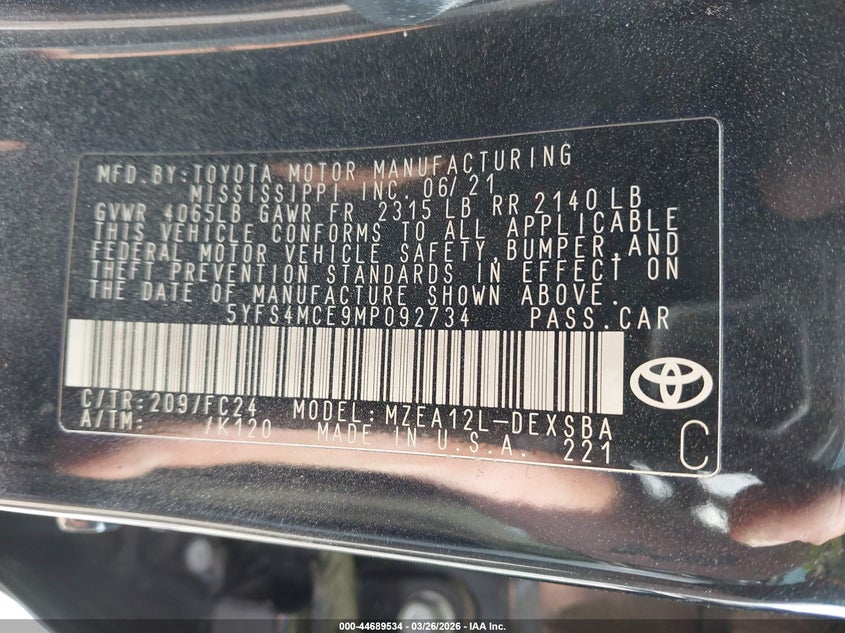 MFD.BY:TOYOTA MOTOR MANUFACTURING
MISSISSIPPI INC. 06/21
GVWR 4065LB GAWR FR 2315 LB RR 2140 LB
THIS VEHICLE CONFORMS TO ALL APPLICABLE
FEDERAL MOTOR VEHICLE SAFETY,BUMPER,AND
THEFT PREVENTION STANDARDS IN EFFECT ON
THE DATE OF MANUFACTURE SHOWN ABOVE.
5YFS4MCE9MP092734 PASS.CAR
C/TR:209/FC24 MODEL:MZEA12L-DEXSBA
A/TM: /K120 MADE IN U.S.A. 221
C
000-44689534 | 03/26/2026 - IAA Inc.